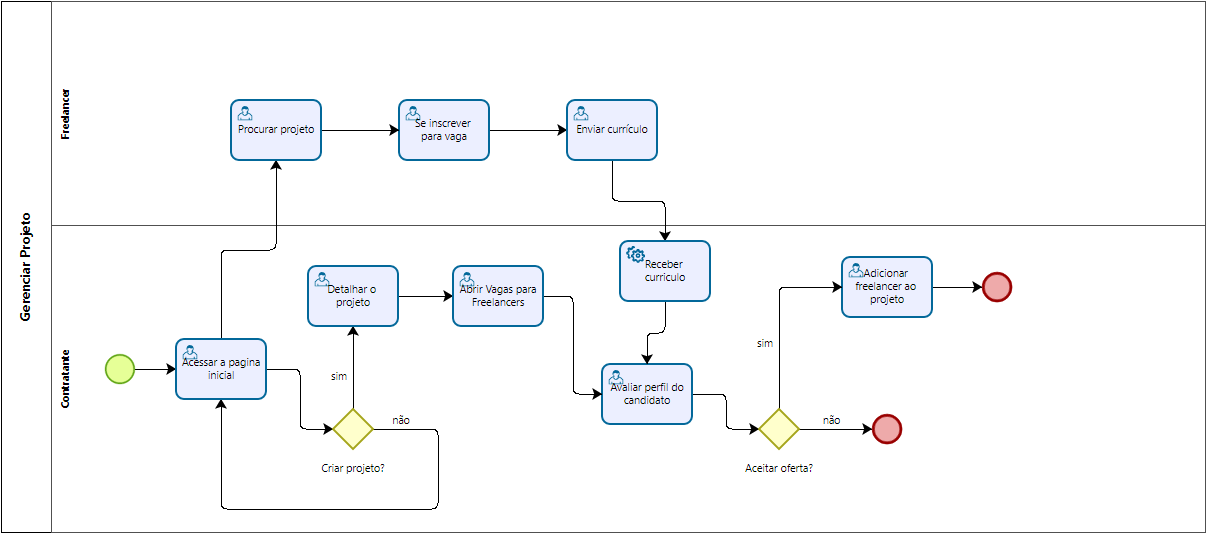 Gerenciar Projeto
Freelancer
Procurar projeto
Se inscrever
para vaga
Enviar currículo
Contratante
Acessar a pagina
inicial
Detalhar o
projeto
Abrir Vagas para
Freelancers
Receber
currículo
Adicionar
freelancer ao
projeto
sim
sim
Avaliar perfil do
candidato
não
não
Criar projeto?
Aceitar oferta?